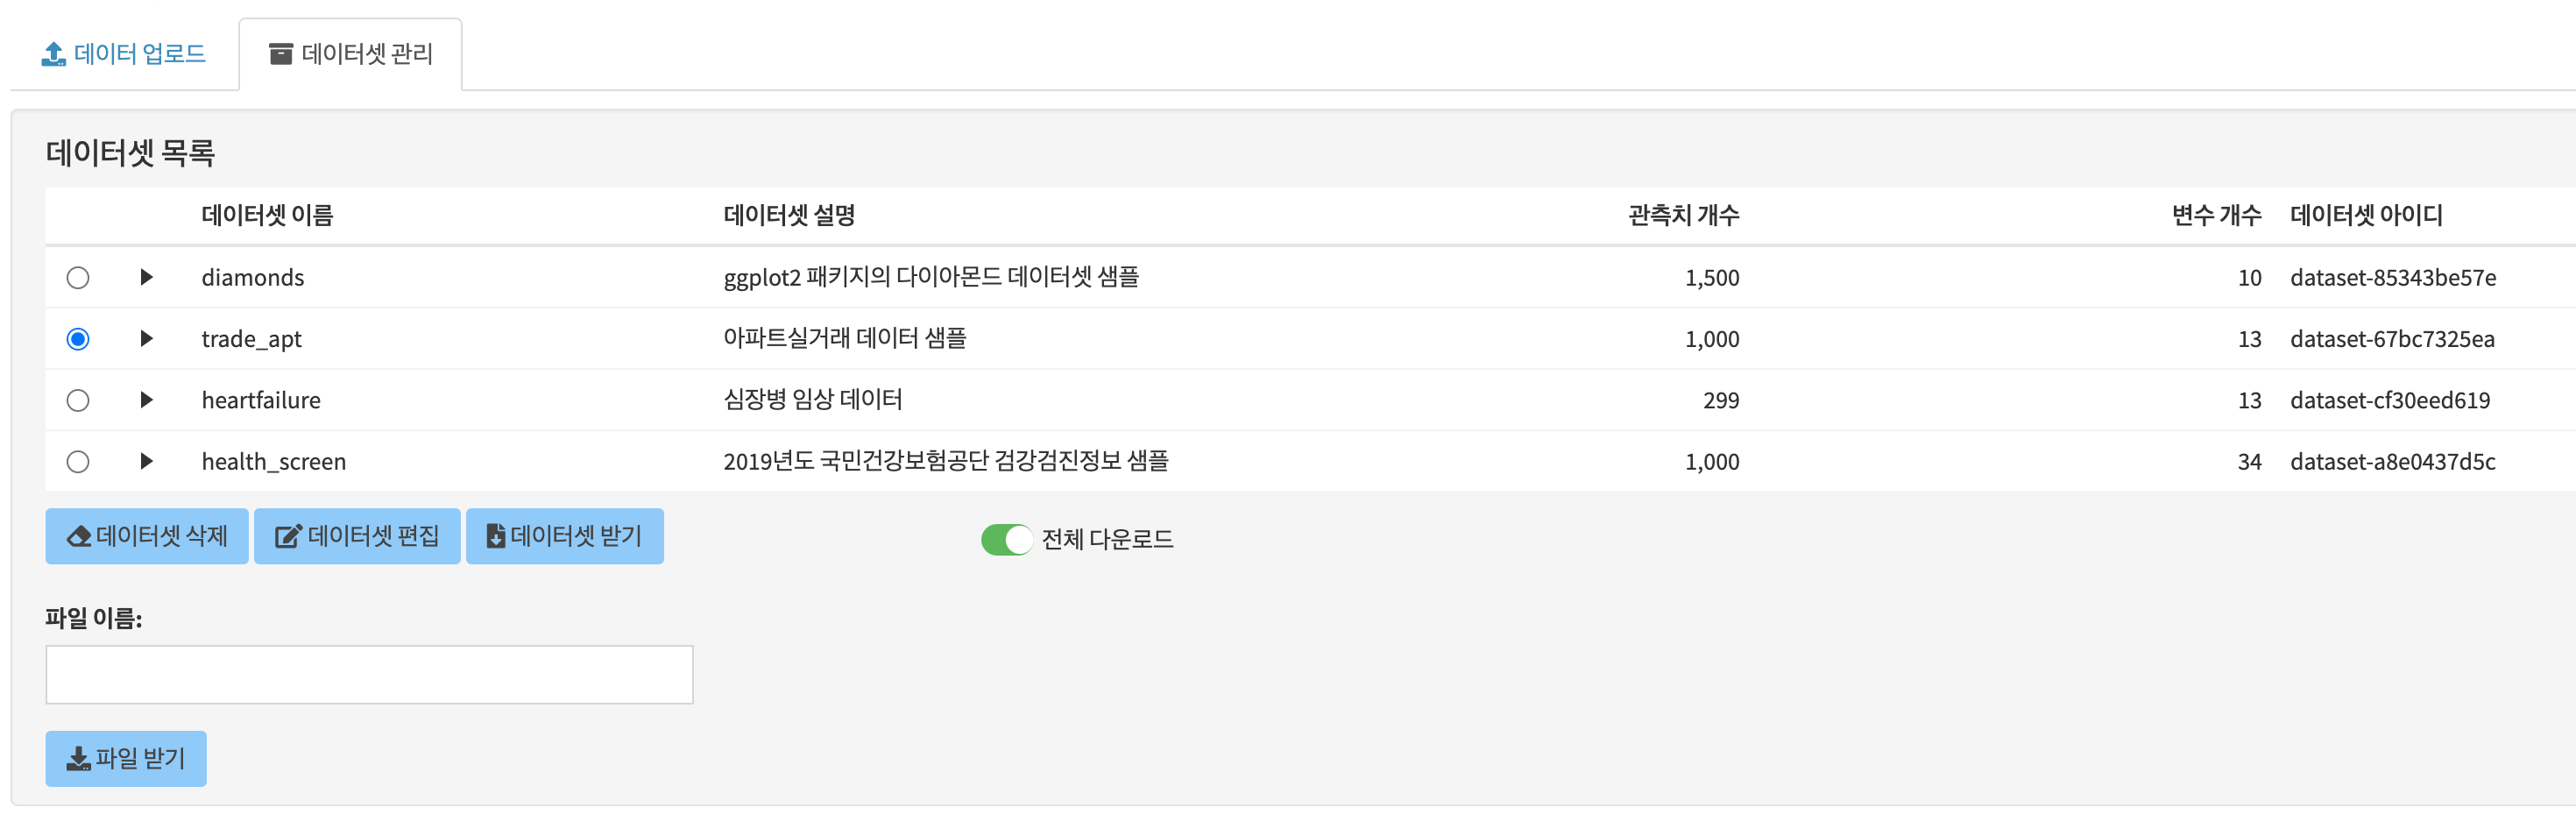 데이터 업로드 데이터셋 관리
데이터셋 목록
데이터셋 이름 데이터셋 설명 관측치 개수 변수 개수 데이터셋 아이디
diamonds ggplot2 패키지의 다이아몬드 데이터셋 샘플 1,500 10 dataset-85343be57e
trade_apt 아파트실거래 데이터 샘플 1,000 13 dataset-67bc7325ea
heartfailure 심장병 임상 데이터 299 13 dataset-cf30eed619
health_screen 2019년도 국민건강보험공단 검강검진정보 샘플 1,000 34 dataset-a8e0437d5c
데이터셋 삭제 데이터셋 편집 데이터셋 받기 전체 다운로드
파일 이름:
파일 받기